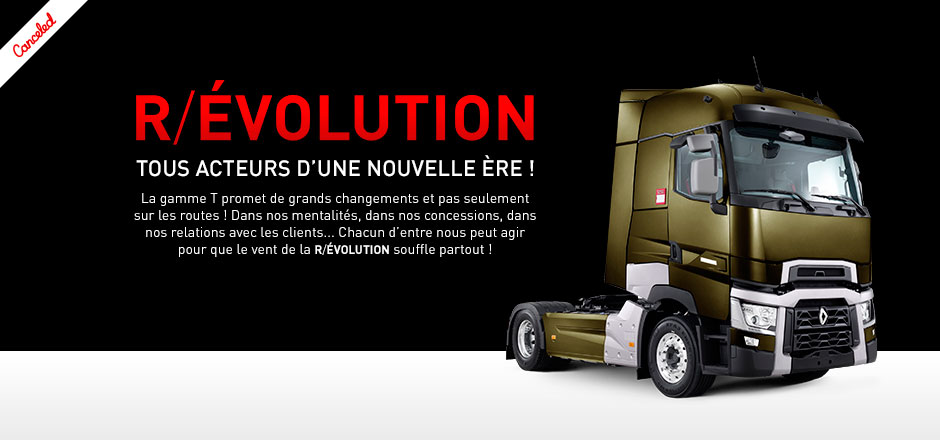 Canceled
R/ÉVOLUTION
TOUS ACTEURS D'UNE NOUVELLE ÈRE !
La gamme T promet de grands changements et pas seulement
sur les routes ! Dans nos mentalités, dans nos concessions, dans
nos relations avec les clients... Chacun d'entre nous peut agir
pour que le vent de la R/ÉVOLUTION souffle partout !